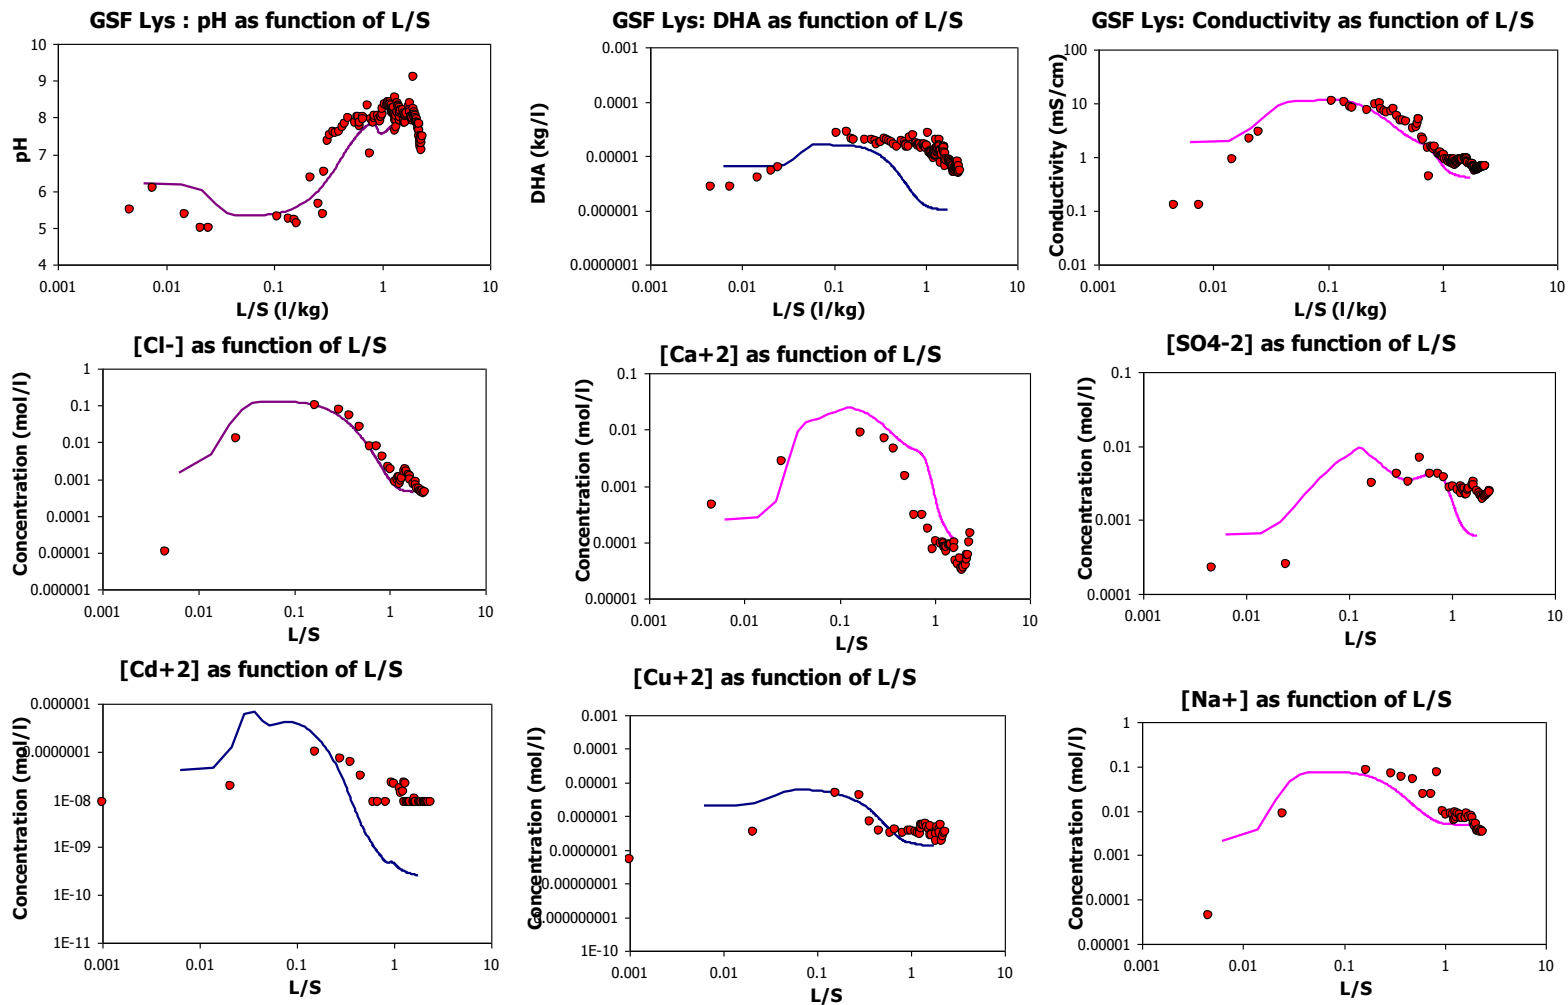 GSF Lys : pH as function of L/S
10
9
8
7
6
5
4
pH
0.001 0.01 0.1 1 10
L/S (l/kg)
GSF Lys: DHA as function of L/S
0.001
0.0001
0.00001
0.000001
0.0000001
DHA (kg/l)
0.001 0.01 0.1 1 10
L/S (l/kg)
GSF Lys: Conductivity as function of L/S
100
10
1
0.1
0.01
Conductivity (mS/cm)
0.001 0.01 0.1 1 10
L/S (l/kg)
[Cl-] as function of L/S
1
0.1
0.01
0.001
0.0001
0.00001
0.000001
Concentration (mol/l)
0.001 0.01 0.1 1 10
L/S
[Ca+2] as function of L/S
0.1
0.01
0.001
0.0001
0.00001
Concentration (mol/l)
0.001 0.01 0.1 1 10
L/S
[SO4-2] as function of L/S
0.1
0.01
0.001
0.0001
Concentration (mol/l)
0.001 0.01 0.1 1 10
L/S
[Cd+2] as function of L/S
0.000001
0.0000001
1E-08
1E-09
1E-10
1E-11
Concentration (mol/l)
0.001 0.01 0.1 1 10
L/S
[Cu+2] as function of L/S
0.001
0.0001
0.00001
0.000001
0.0000001
0.00000001
0.000000001
1E-10
Concentration (mol/l)
0.001 0.01 0.1 1 10
L/S
[Na+] as function of L/S
1
0.1
0.01
0.001
0.0001
0.00001
Concentration (mol/l)
0.001 0.01 0.1 1 10
L/S